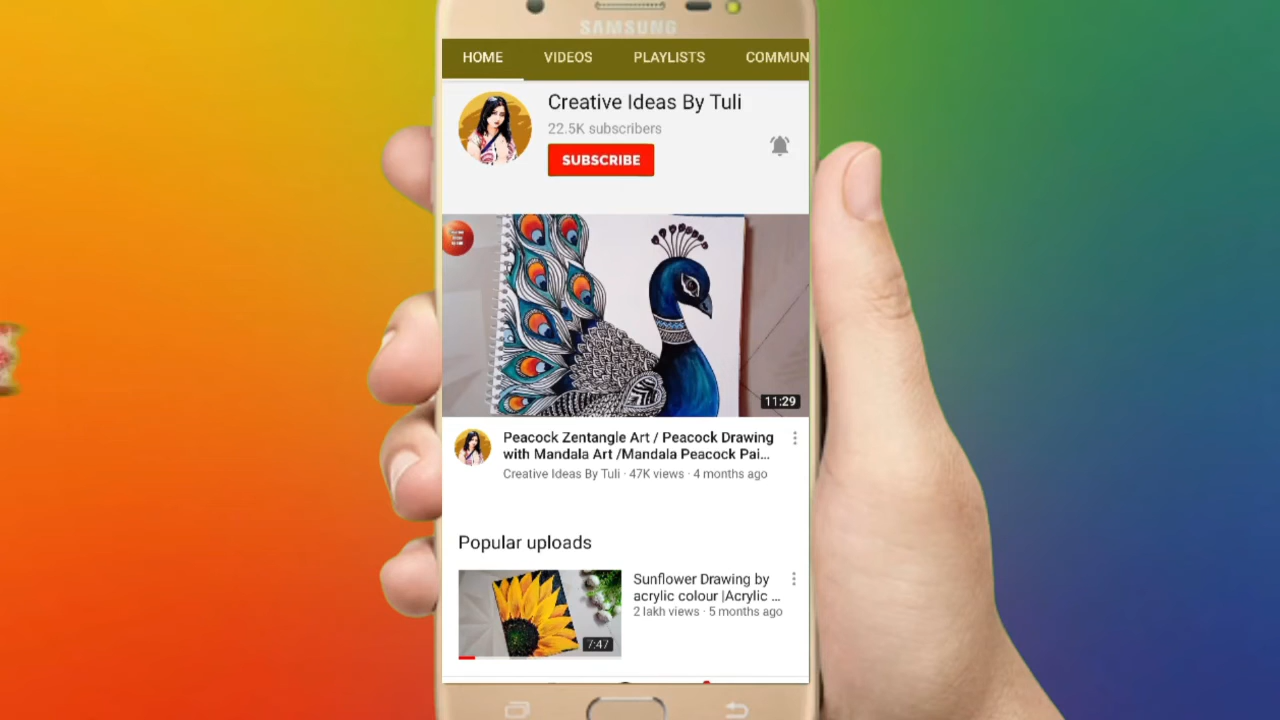 SAMSUNG
HOME VIDEOS PLAYLISTS COMMUN
Creative Ideas By Tuli
22.5K subscribers
SUBSCRIBE
11:29
Peacock Zentangle Art / Peacock Drawing
with Mandala Art /Mandala Peacock Pai...
Creative Ideas By Tuli · 47K views · 4 months ago
Popular uploads
Sunflower Drawing by
acrylic colour |Acrylic ...
2 lakh views · 5 months ago
7:47